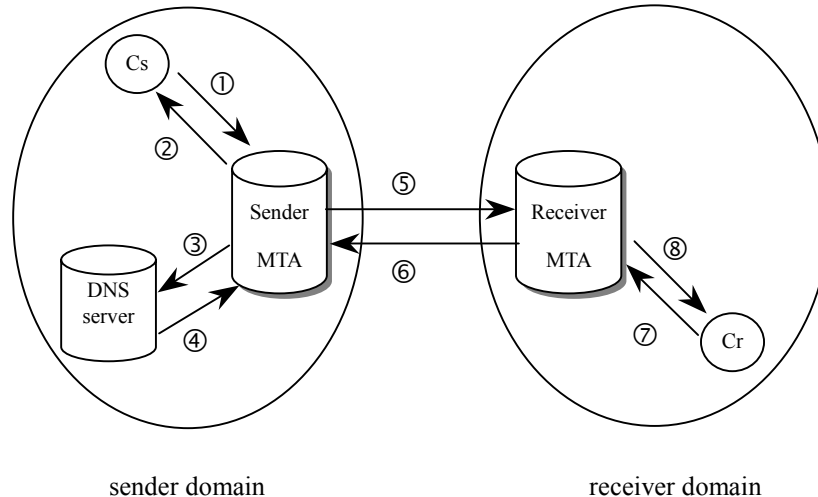 Cs
①
②
Sender
MTA
③
DNS
server
④
⑤
⑥
Receiver
MTA
⑧
⑦
Cr
sender domain
receiver domain